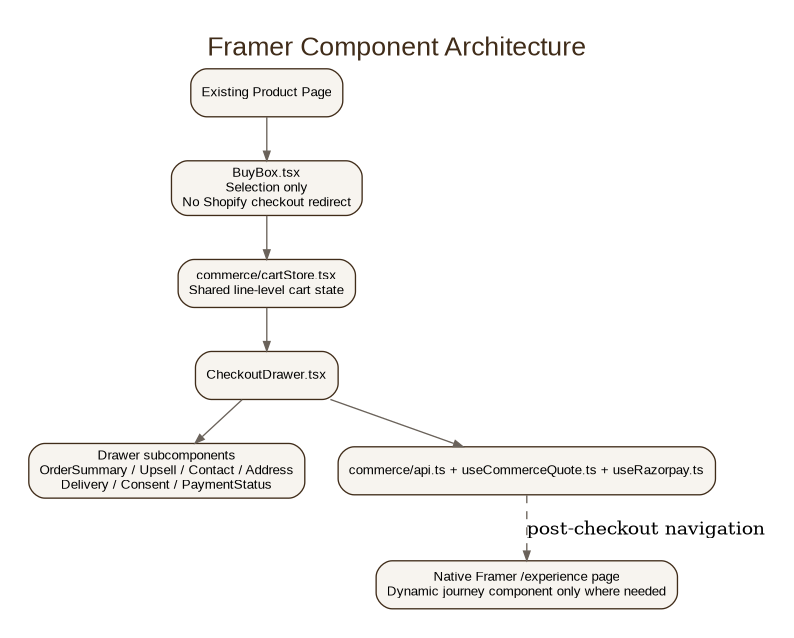 Framer Component Architecture
Existing Product Page
BuyBox.tsx
Selection only
No Shopify checkout redirect
commerce/cartStore.tsx
Shared line-level cart state
CheckoutDrawer.tsx
Drawer subcomponents
OrderSummary / Upsell / Contact / Address
Delivery / Consent / PaymentStatus
commerce/api.ts + useCommerceQuote.ts + useRazorpay.ts
post-checkout navigation
Native Framer /experience page
Dynamic journey component only where needed